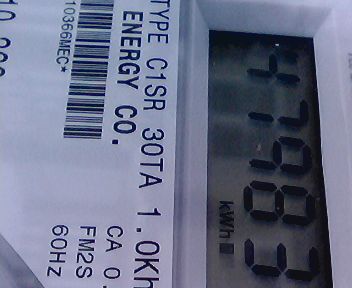 TYPE C1SR 30TA 1.0Kh
ENERGY CO.
10366MEC*
CA 0.
FM2S
60Hz
47983
kWh